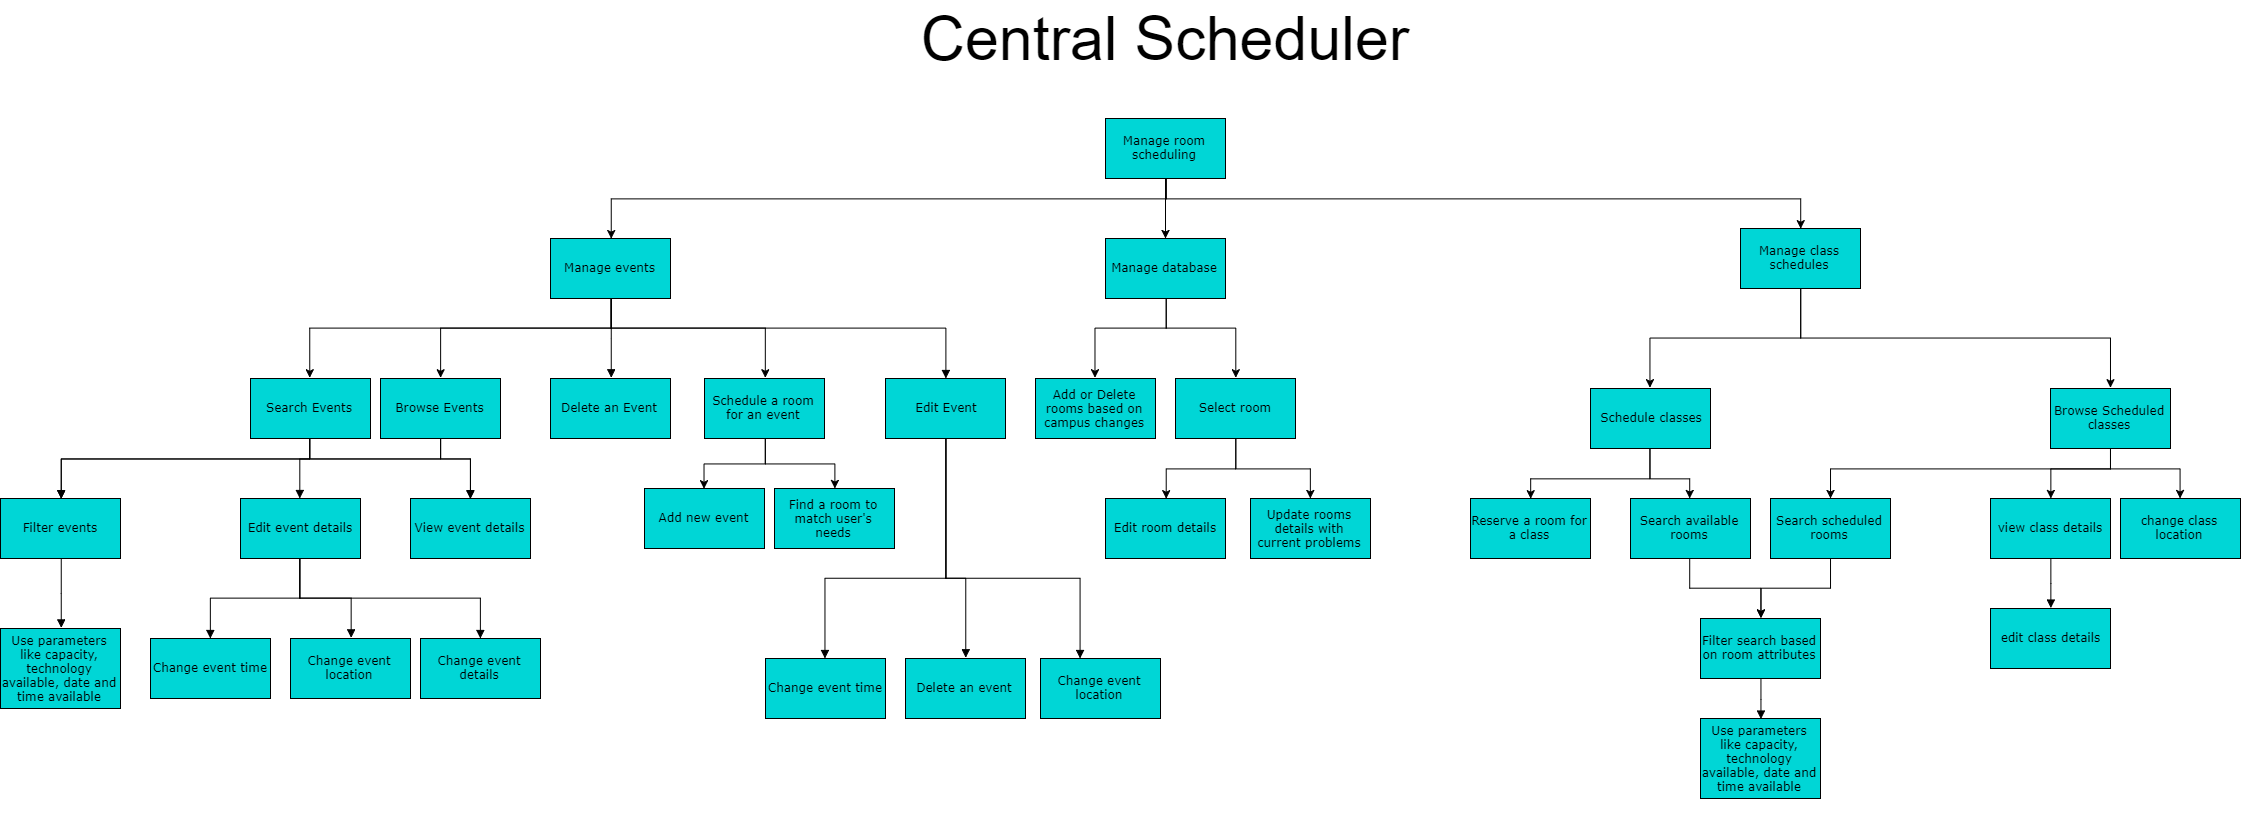 Central Scheduler
Manage room
scheduling
Manage events
Manage database
Manage class
schedules
Search Events
Browse Events
Delete an Event
Schedule a room
for an event
Edit Event
Add or Delete
rooms based on
campus changes
Select room
Schedule classes
Browse Scheduled
classes
Filter events
Edit event details
View event details
Add new event
Find a room to
match user's
needs
Edit room details
Update rooms
details with
current problems
Reserve a room for
a class
Search available
rooms
Search scheduled
rooms
view class details
change class
location
Use parameters
like capacity,
technology
available, date and
time available
Change event time
Change event
location
Change event
details
Change event time
Delete an event
Change event
location
Filter search based
on room attributes
edit class details
Use parameters
like capacity,
technology
available, date and
time available